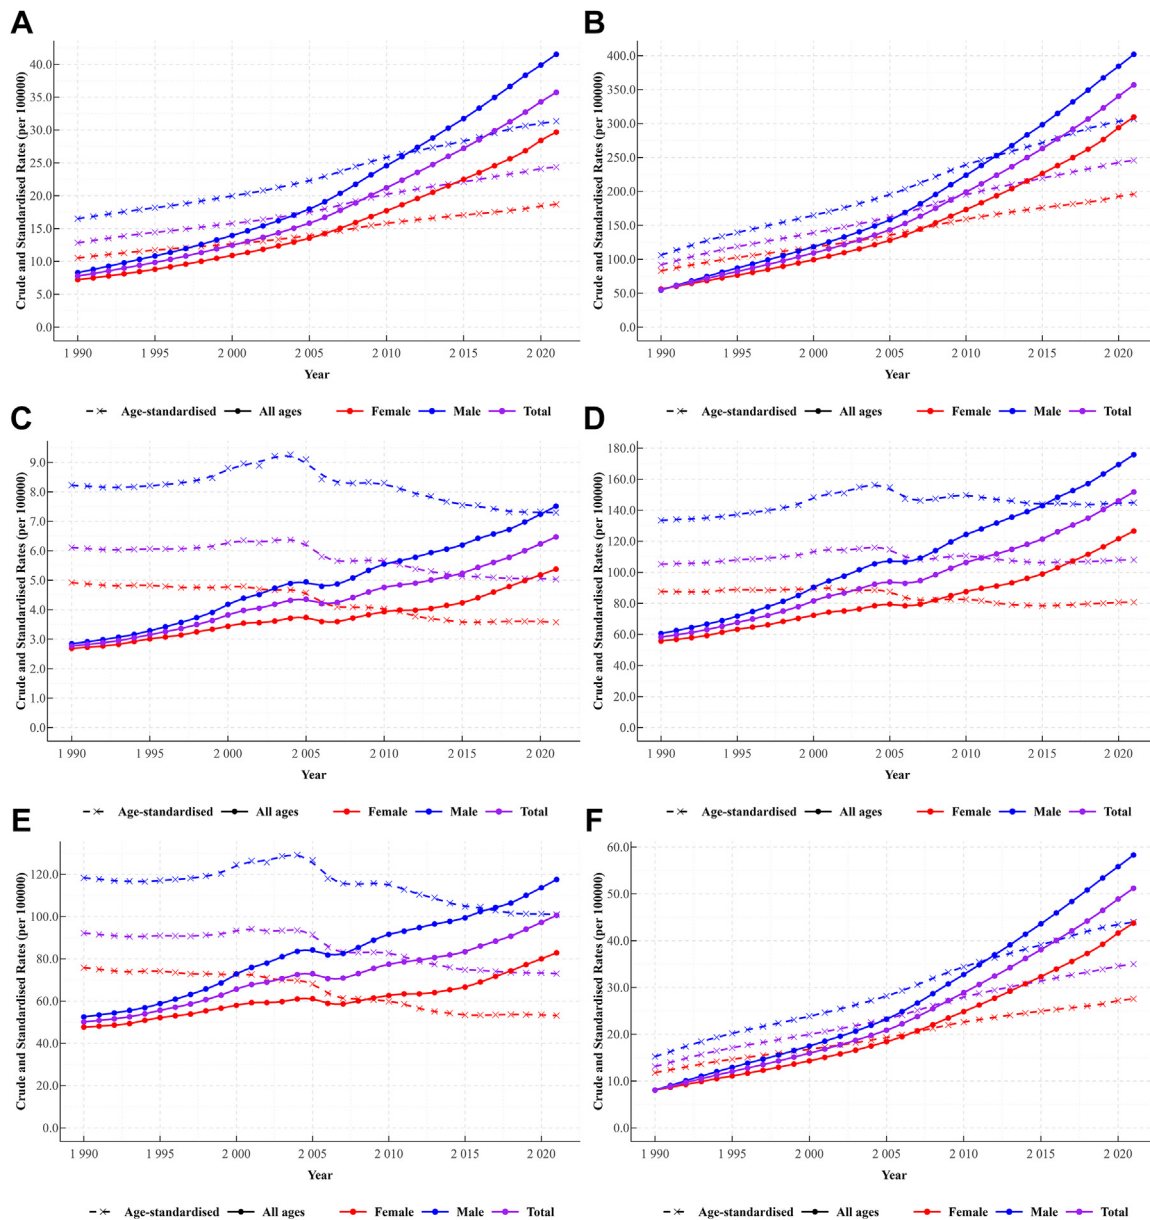 A
Crude and Standardised Rates (per 100000)
40.0
35.0
30.0
25.0
20.0
15.0
10.0
5.0
0.0
1 990 1 995 2 000 2 005 2 010 2 015 2 020
Year
Age-standardised All ages Female Male Total
B
Crude and Standardised Rates (per 100000)
400.0
350.0
300.0
250.0
200.0
150.0
100.0
50.0
0.0
1 990 1 995 2 000 2 005 2 010 2 015 2 020
Year
Age-standardised All ages Female Male Total
C
Crude and Standardised Rates (per 100000)
9.0
8.0
7.0
6.0
5.0
4.0
3.0
2.0
1.0
0.0
1 990 1 995 2 000 2 005 2 010 2 015 2 020
Year
Age-standardised All ages Female Male Total
D
Crude and Standardised Rates (per 100000)
180.0
160.0
140.0
120.0
100.0
80.0
60.0
40.0
20.0
0.0
1 990 1 995 2 000 2 005 2 010 2 015 2 020
Year
Age-standardised All ages Female Male Total
E
Crude and Standardised Rates (per 100000)
120.0
100.0
80.0
60.0
40.0
20.0
0.0
1 990 1 995 2 000 2 005 2 010 2 015 2 020
Year
Age-standardised All ages Female Male Total
F
Crude and Standardised Rates (per 100000)
60.0
50.0
40.0
30.0
20.0
10.0
0.0
1 990 1 995 2 000 2 005 2 010 2 015 2 020
Year
Age-standardised All ages Female Male Total